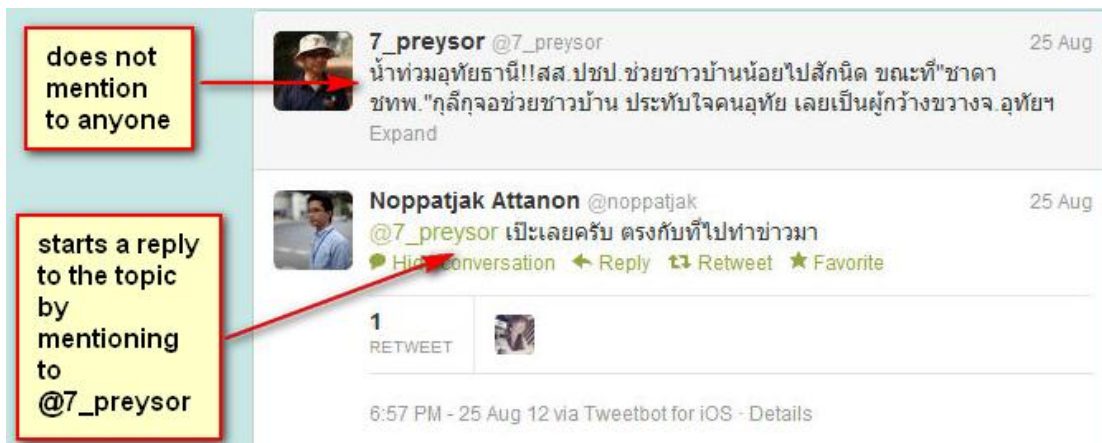 does not
mention
to anyone
7_preysor @7_preysor 25 Aug
น้ำท่วมอุทัยธานี!!สส.ปชป.ช่วยชาวบ้านน้อยไปสักนิด ขณะที่"ชาดา
ชทพ."กุลีกุจอช่วยชาวบ้าน ประทับใจคนอุทัย เลยเป็นผู้กว้างขวางจ.อุทัยฯ
Expand
starts a reply
to the topic
by
mentioning
to
@7_preysor
Noppatjak Attanon @noppatjak 25 Aug
@7_preysor เป๊ะเลยครับ ตรงกับที่ไปทำข่าวมา
Hide conversation Reply Retweet Favorite
1
RETWEET
6:57 PM - 25 Aug 12 via Tweetbot for iOS · Details